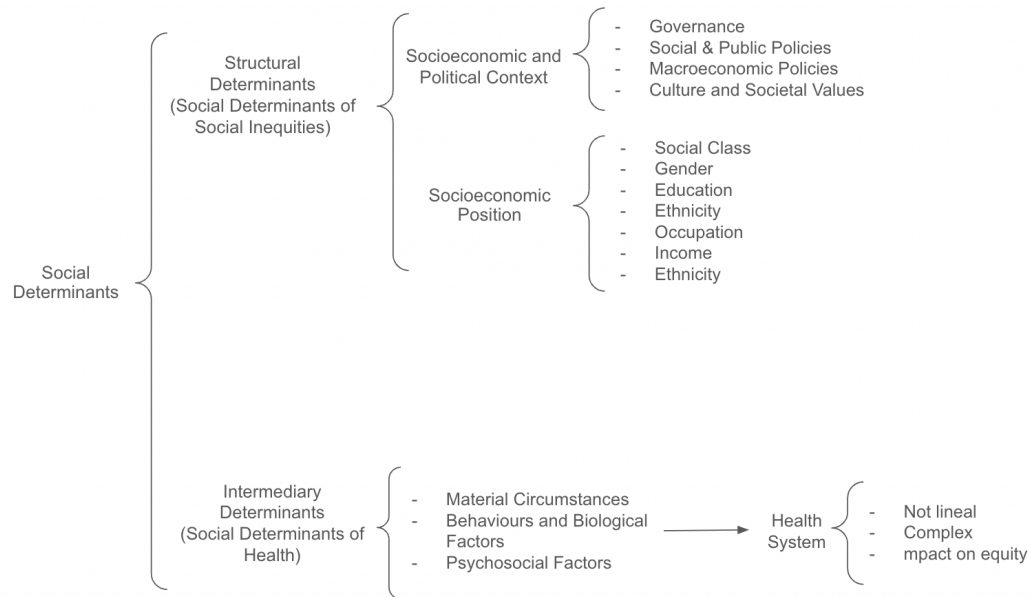 Social
Determinants
Structural
Determinants
(Social Determinants of
Social Inequities)
Socioeconomic and
Political Context
- Governance
- Social & Public Policies
- Macroeconomic Policies
- Culture and Societal Values
Socioeconomic
Position
- Social Class
- Gender
- Education
- Ethnicity
- Occupation
- Income
- Ethnicity
Intermediary
Determinants
(Social Determinants of
Health)
- Material Circumstances
- Behaviours and Biological
Factors
- Psychosocial Factors
Health
System
- Not lineal
- Complex
- mpact on equity